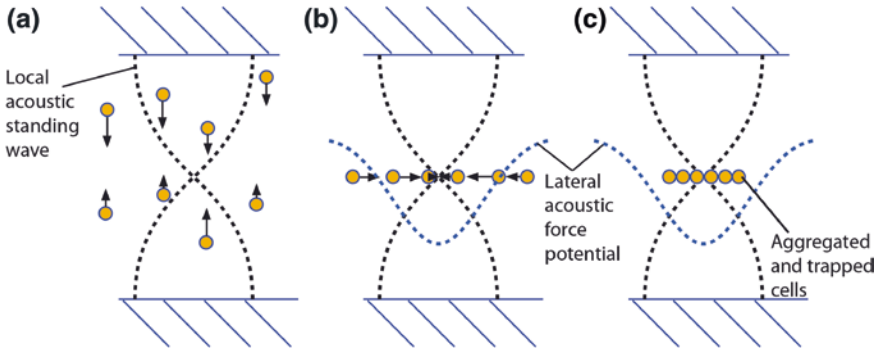 (a)
Local
acoustic
standing
wave
(b)
Lateral
acoustic
force
potential
(c)
Aggregated
and trapped
cells